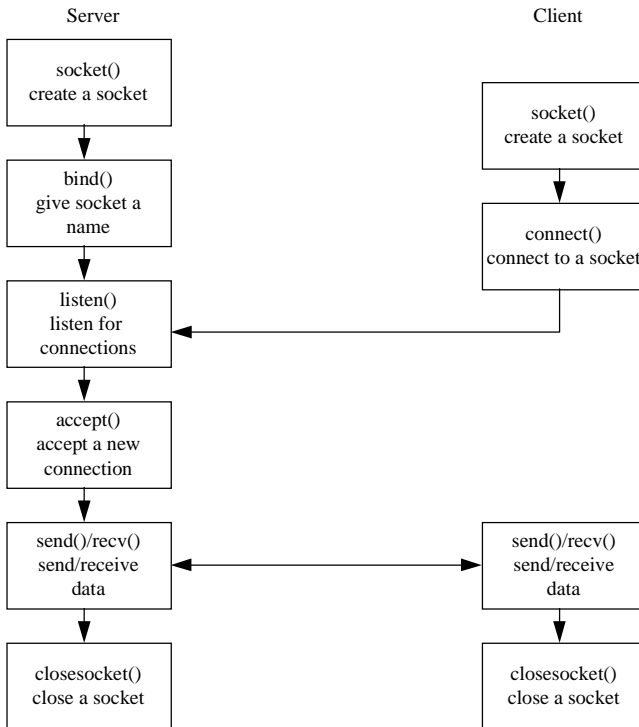 Server
Client
socket()
create a socket
bind()
give socket a
name
listen()
listen for
connections
accept()
accept a new
connection
send()/recv()
send/receive
data
closesocket()
close a socket
socket()
create a socket
connect()
connect to a socket
send()/recv()
send/receive
data
closesocket()
close a socket